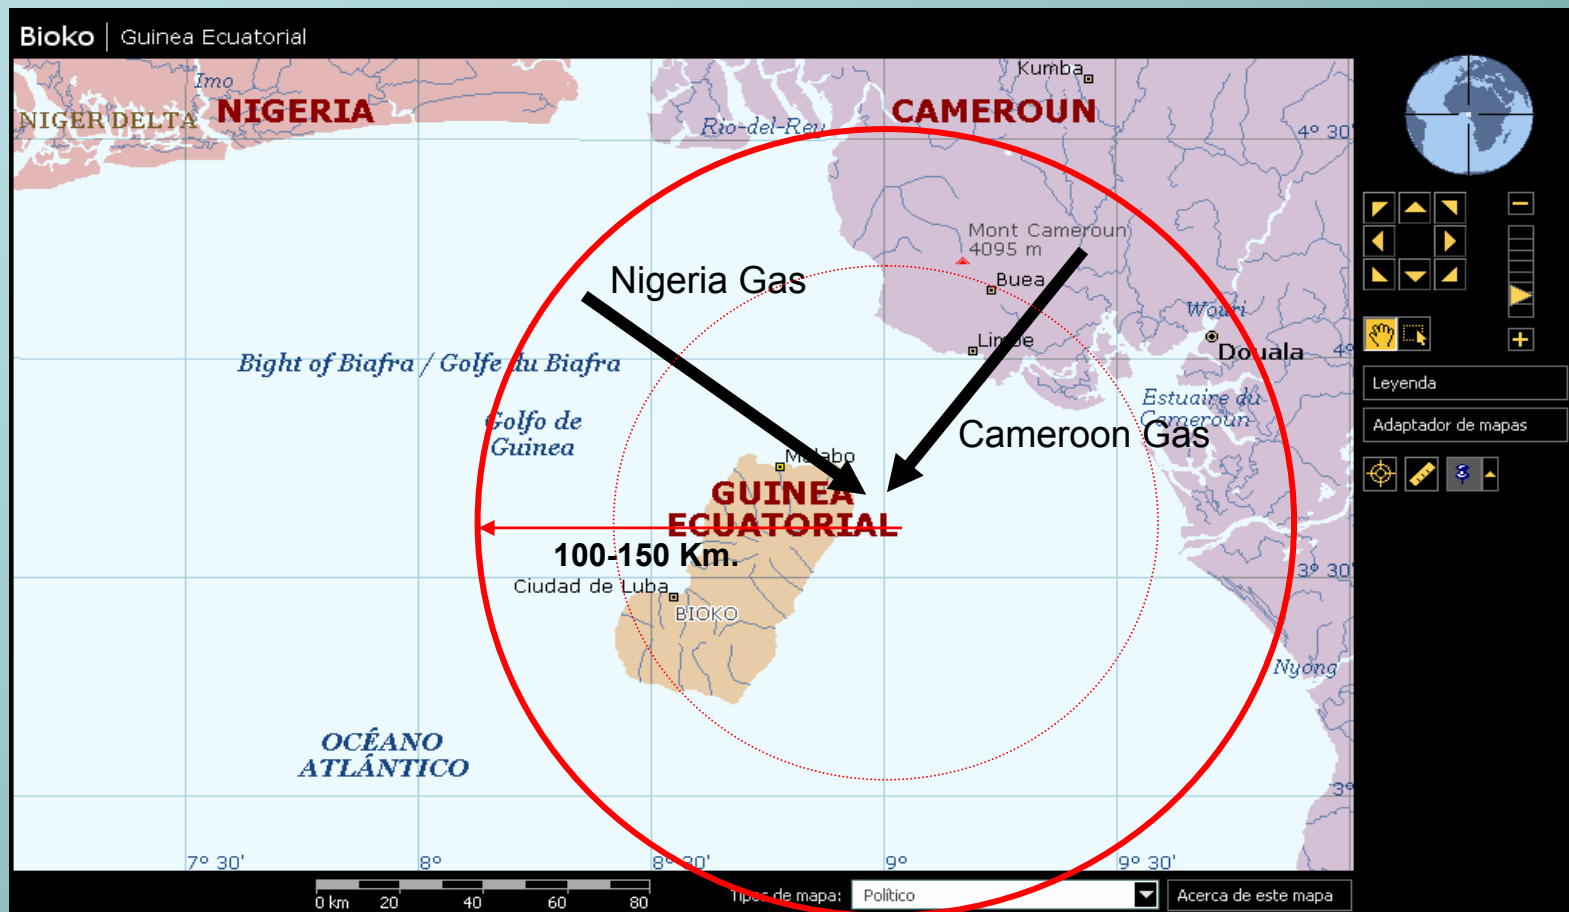 Bioko | Guinea Ecuatorial
Imo
NIGER DELTA
NIGERIA
Kumba
Rio-del-Rey
CAMEROUN
4° 30'
Mont Cameroun
4095 m
Nigeria Gas
Buea
Wouri
Limbe
Douala
4°
Bight of Biafra / Golfe du Biafra
Leyenda
Estuaire du
Cameroun
Golfo de
Guinea
Adaptador de mapas
Cameroon Gas
Malabo
GUINEA
ECUATORIAL
100-150 Km.
3° 30'
Ciudad de Luba
BIOKO
Nyong
OCÉANO
ATLÁNTICO
3°
7° 30'
8°
8° 30'
9°
9° 30'
0 km 20 40 60 80
Tipos de mapa:
Político
Acerca de este mapa